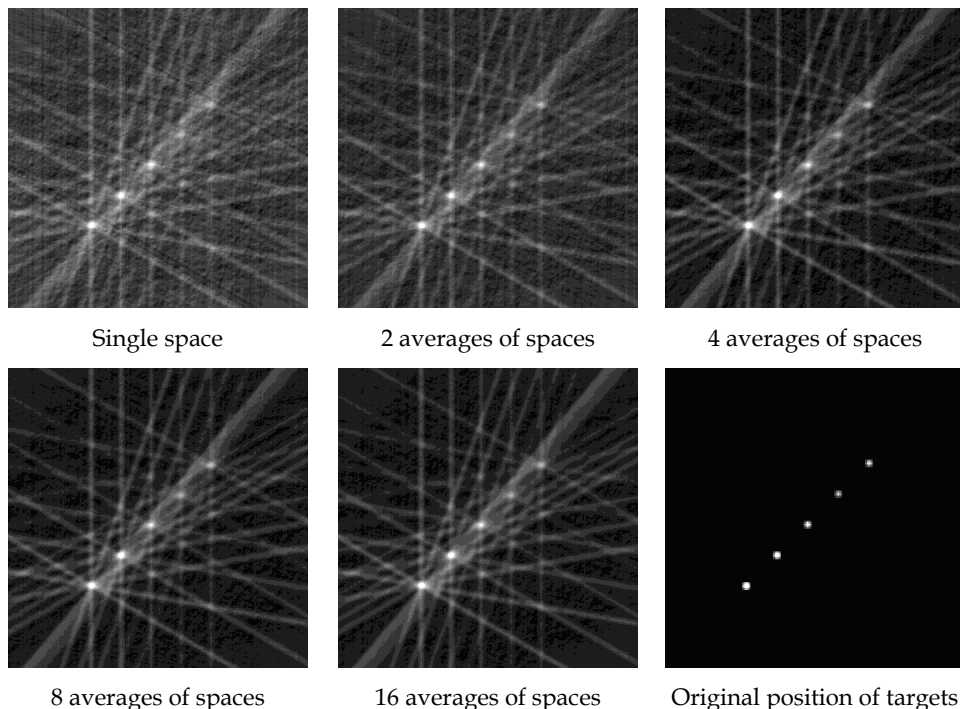 Single space
2 averages of spaces
4 averages of spaces
8 averages of spaces
16 averages of spaces
Original position of targets